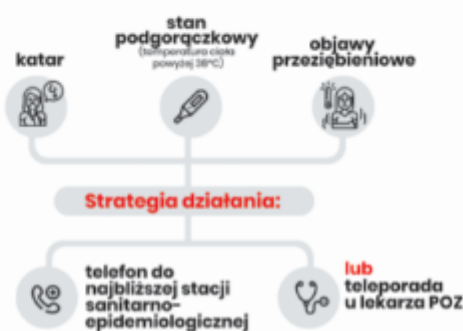 katar
stan
podgorączkowy
(temperatura ciała
powyżej 38°C)
objawy
przeziębieniowe
Strategia działania:
telefon do
najbliższej stacji
sanitarno-
epidemiologicznej
lub
teleporada
u lekarza POZ